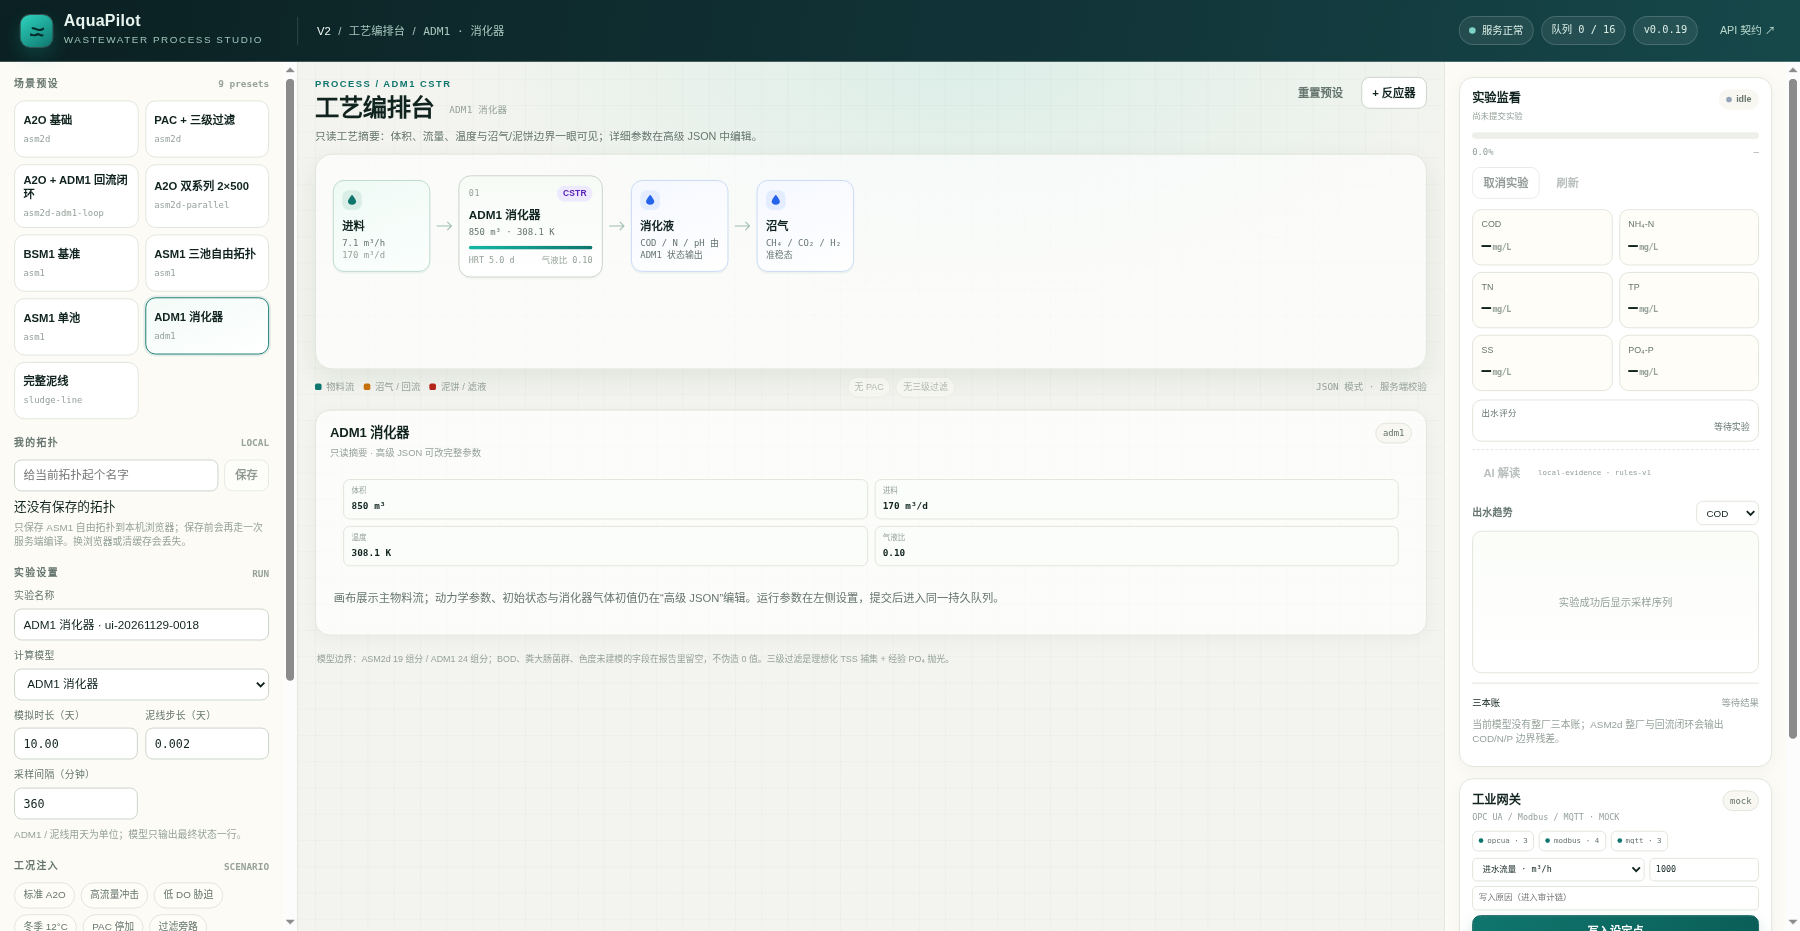 AquaPilot
WASTEWATER PROCESS STUDIO
V2 / 工艺编排台 / ADM1 · 消化器
服务正常
队列 0 / 16
v0.0.19
API 契约 ↗
场景预设
9 presets
A2O 基础
asm2d
PAC + 三级过滤
asm2d
A2O + ADM1 回流闭
环
asm2d-adm1-loop
A2O 双系列 2×500
asm2d-parallel
BSM1 基准
asm1
ASM1 三池自由拓扑
asm1
ASM1 单池
asm1
ADM1 消化器
adm1
完整泥线
sludge-line
我的拓扑
LOCAL
给当前拓扑起个名字
保存
还没有保存的拓扑
只保存 ASM1 自由拓扑到本机浏览器；保存前会再走一次
服务端编译。换浏览器或清缓存会丢失。
实验设置
RUN
实验名称
ADM1 消化器 · ui-20261129-0018
计算模型
ADM1 消化器
模拟时长（天）
泥线步长（天）
10.00
0.002
采样间隔（分钟）
360
ADM1 / 泥线用天为单位；模型只输出最终状态一行。
工况注入
SCENARIO
标准 A2O
高流量冲击
低 DO 胁迫
冬季 12°C
PAC 停加
过滤旁路
PROCESS / ADM1 CSTR
工艺编排台
ADM1 消化器
重置预设
+ 反应器
只读工艺摘要：体积、流量、温度与沼气/泥饼边界一眼可见；详细参数在高级 JSON 中编辑。
进料
7.1 m³/h
170 m³/d
01
CSTR
ADM1 消化器
850 m³ · 308.1 K
HRT 5.0 d
气液比 0.10
消化液
COD / N / pH 由
ADM1 状态输出
沼气
CH₄ / CO₂ / H₂
准稳态
物料流
沼气 / 回流
泥饼 / 滤液
无 PAC
无三级过滤
JSON 模式 · 服务端校验
ADM1 消化器
adm1
只读摘要 · 高级 JSON 可改完整参数
体积
850 m³
进料
170 m³/d
温度
308.1 K
气液比
0.10
画布展示主物料流；动力学参数、初始状态与消化器气体初值仍在“高级 JSON”编辑。运行参数在左侧设置，提交后进入同一持久队列。
模型边界：ASM2d 19 组分 / ADM1 24 组分；BOD、粪大肠菌群、色度未建模的字段在报告里留空，不伪造 0 值。三级过滤是理想化 TSS 捕集 + 经验 PO₄ 抛光。
实验监看
idle
尚未提交实验
0.0%
—
取消实验
刷新
COD
—mg/L
NH₄-N
—mg/L
TN
—mg/L
TP
—mg/L
SS
—mg/L
PO₄-P
—mg/L
出水评分
等待实验
AI 解读
local-evidence · rules-v1
出水趋势
COD
实验成功后显示采样序列
三本账
等待结果
当前模型没有整厂三本账；ASM2d 整厂与回流闭环会输出
COD/N/P 边界残差。
工业网关
mock
OPC UA / Modbus / MQTT · MOCK
opcua · 3
modbus · 4
mqtt · 3
进水流量 · m³/h
1000
写入原因（进入审计链）
写入设定点